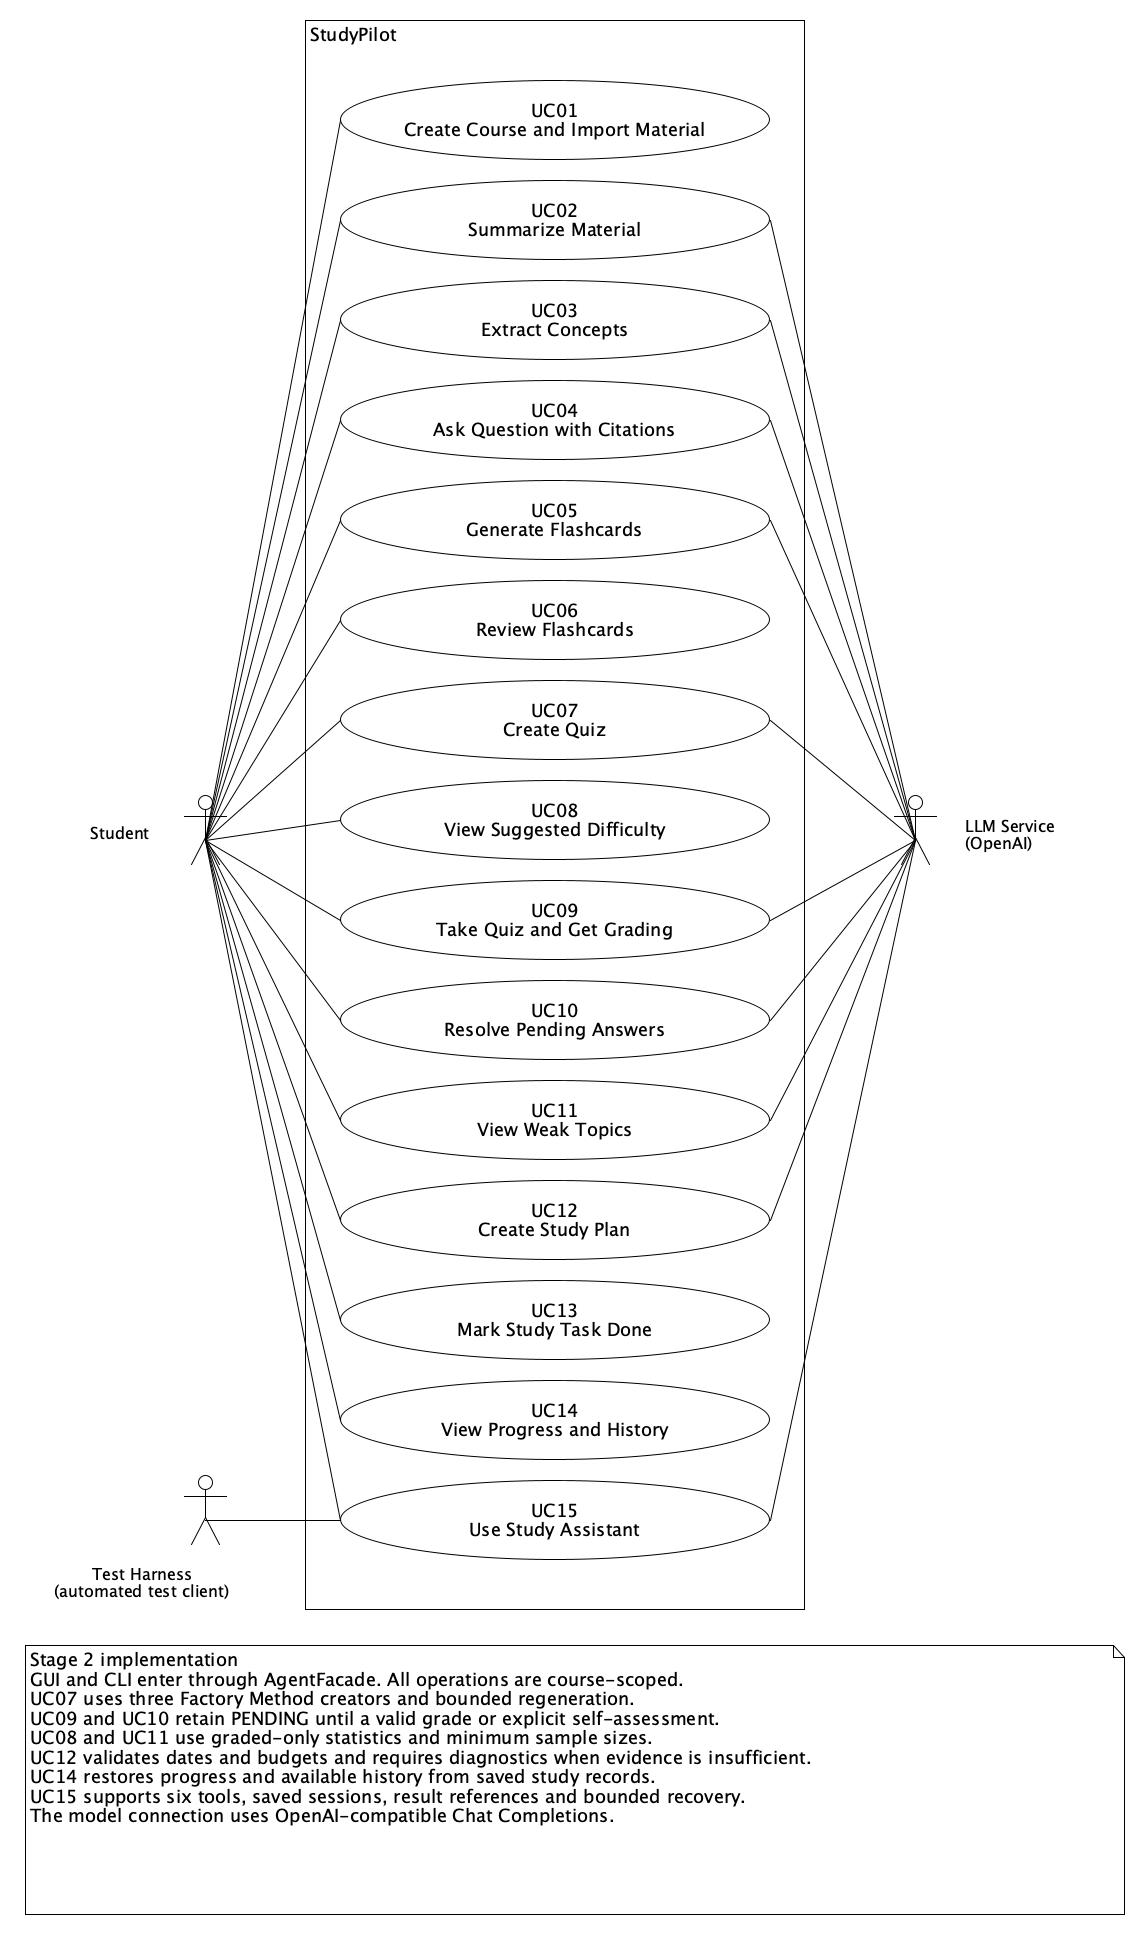 StudyPilot
UC01
Create Course and Import Material
UC02
Summarize Material
UC03
Extract Concepts
UC04
Ask Question with Citations
UC05
Generate Flashcards
UC06
Review Flashcards
UC07
Create Quiz
UC08
View Suggested Difficulty
Student
LLM Service
(OpenAI)
UC09
Take Quiz and Get Grading
UC10
Resolve Pending Answers
UC11
View Weak Topics
UC12
Create Study Plan
UC13
Mark Study Task Done
UC14
View Progress and History
UC15
Use Study Assistant
Test Harness
(automated test client)
Stage 2 implementation
GUI and CLI enter through AgentFacade. All operations are course-scoped.
UC07 uses three Factory Method creators and bounded regeneration.
UC09 and UC10 retain PENDING until a valid grade or explicit self-assessment.
UC08 and UC11 use graded-only statistics and minimum sample sizes.
UC12 validates dates and budgets and requires diagnostics when evidence is insufficient.
UC14 restores progress and available history from saved study records.
UC15 supports six tools, saved sessions, result references and bounded recovery.
The model connection uses OpenAI-compatible Chat Completions.